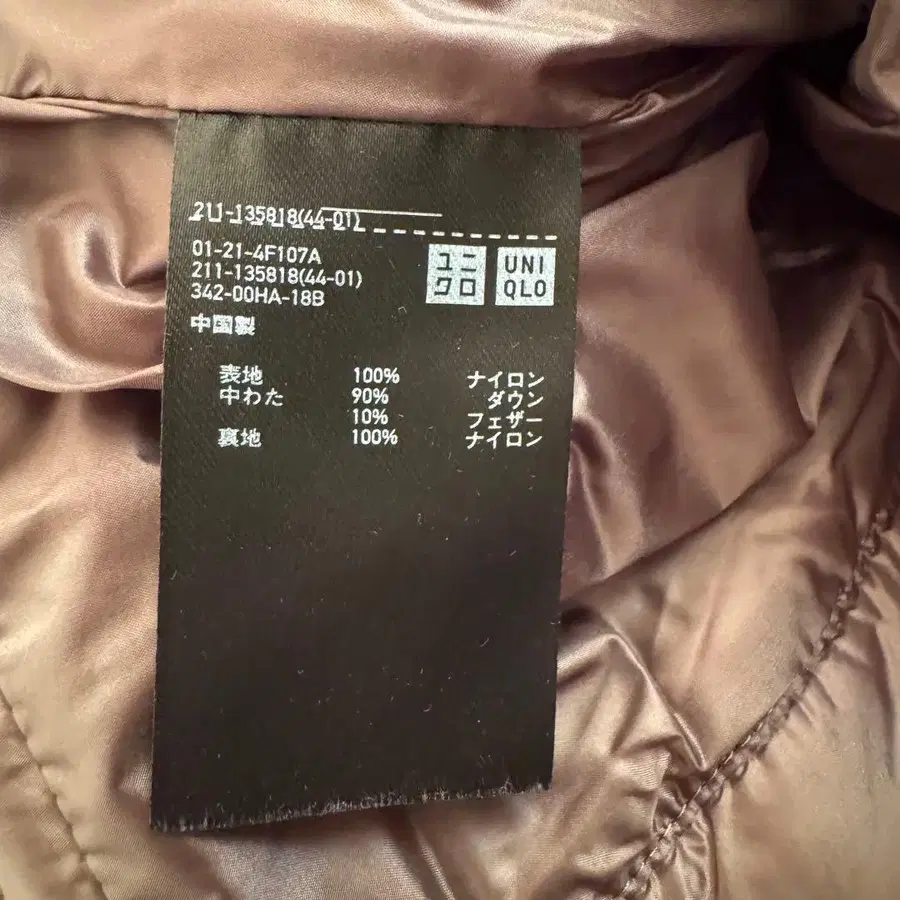 211-135818(44-01)
01-21-4F107A
211-135818(44-01)
342-00HA-18B
中国製
ユニ
クロ
UNI
QLO
表地 100% ナイロン
中わた 90% ダウン
10% フェザー
裏地 100% ナイロン